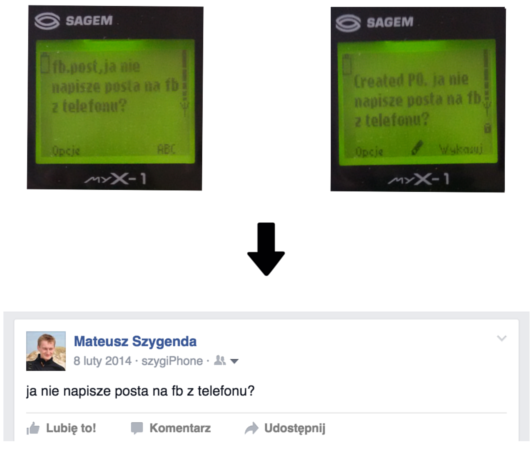 SAGEM
fb.post,ja nie
napisze posta na fb
z telefonu?
Opcje ABC
myX-1
SAGEM
Created PO. ja nie
napisze posta na fb
z telefonu?
Opcje Wykonaj
myX-1
Mateusz Szygenda
8 luty 2014 · szygiPhone ·
ja nie napisze posta na fb z telefonu?
Lubię to! Komentarz Udostępnij